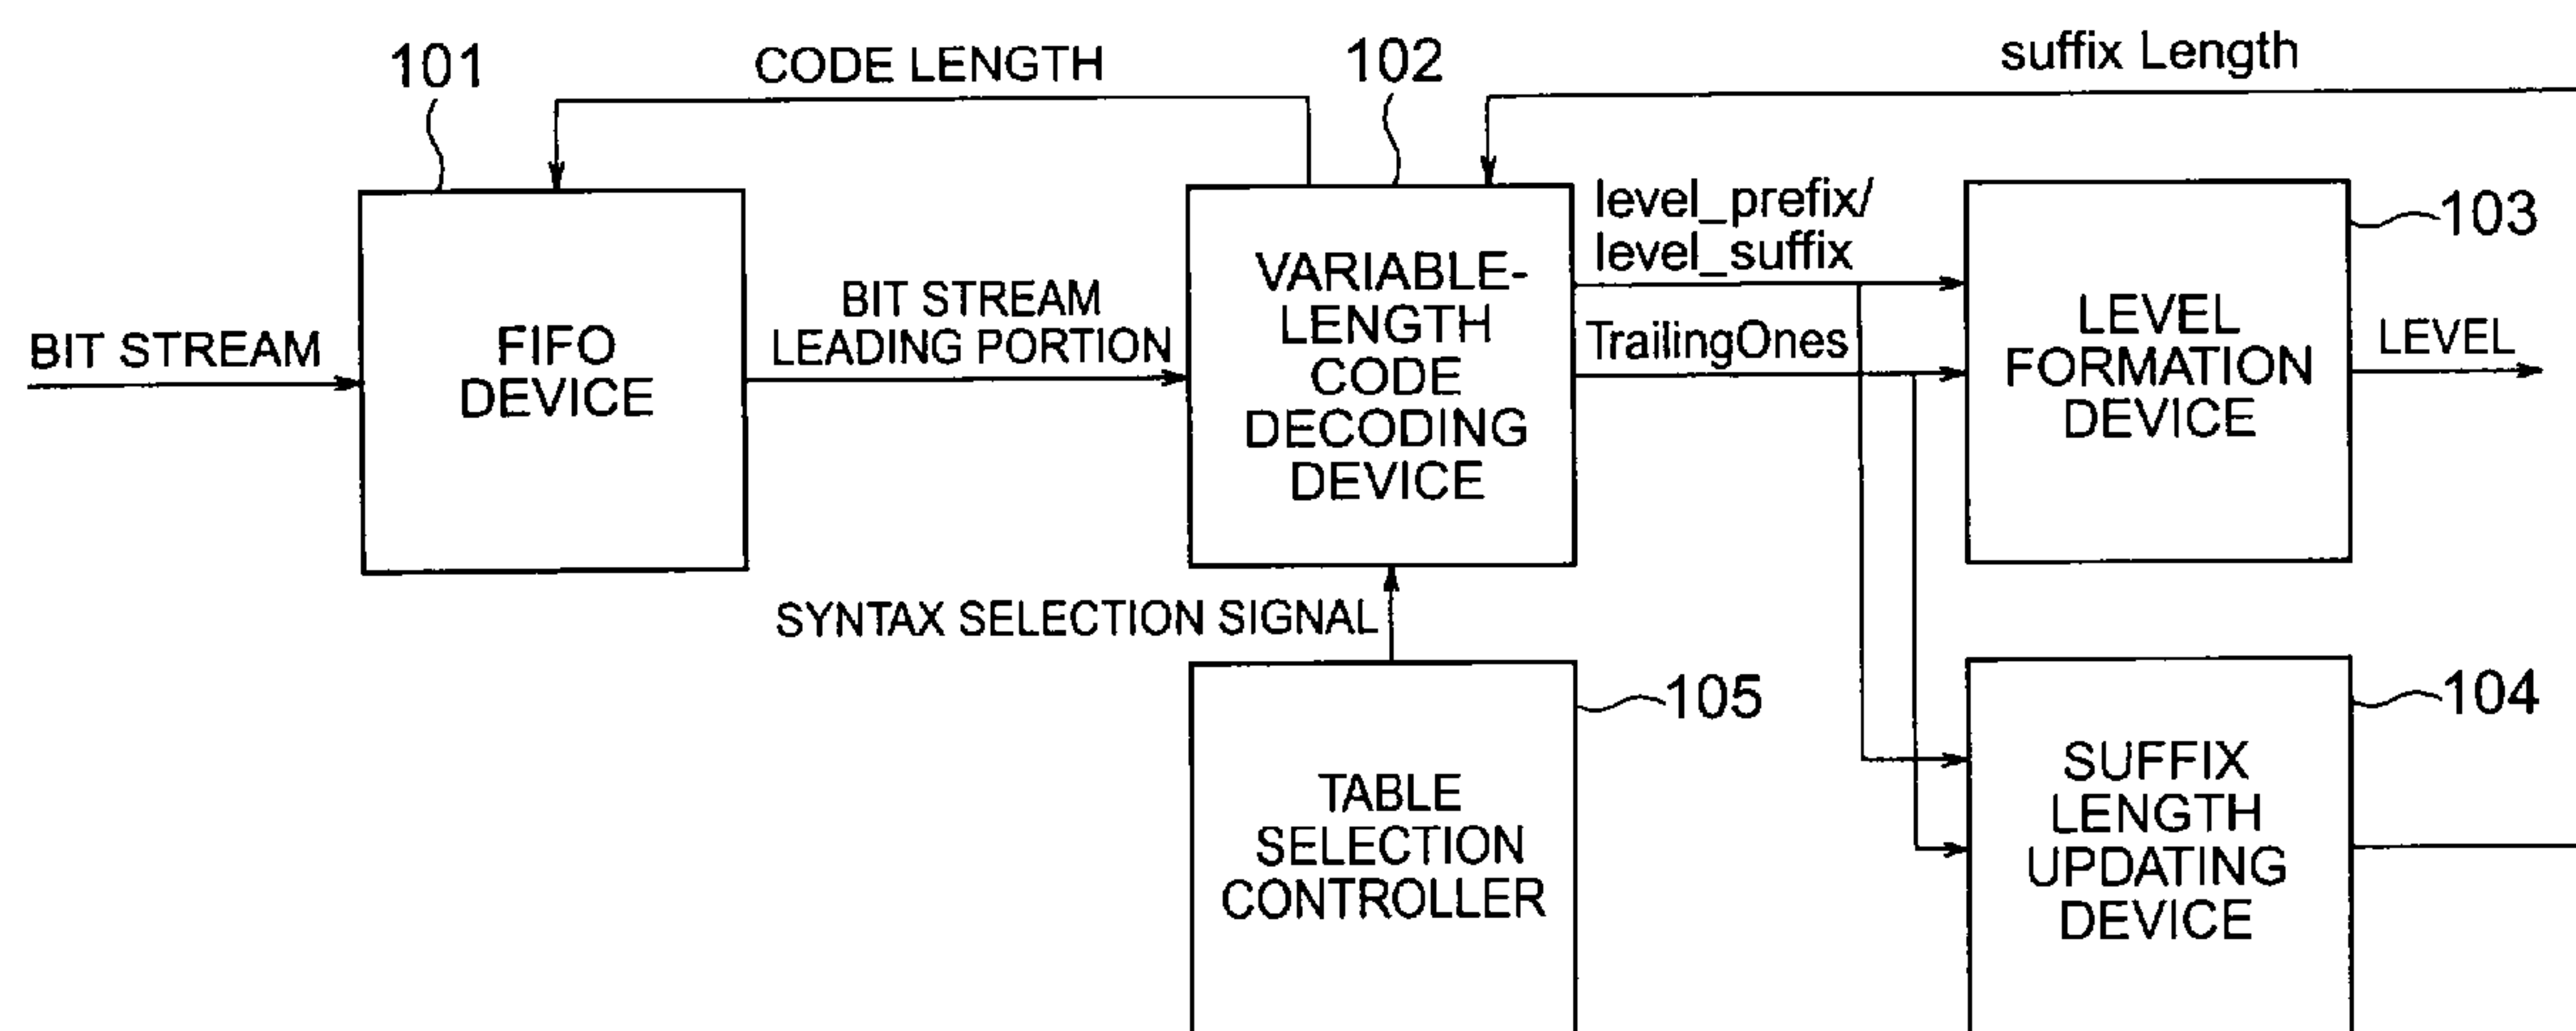 101
CODE LENGTH
102
suffix Length
level_prefix/
level_suffix
103
BIT STREAM
FIFO
DEVICE
BIT STREAM
LEADING PORTION
VARIABLE-
LENGTH
CODE
DECODING
DEVICE
TrailingOnes
LEVEL
FORMATION
DEVICE
LEVEL
SYNTAX SELECTION SIGNAL
105
104
TABLE
SELECTION
CONTROLLER
SUFFIX
LENGTH
UPDATING
DEVICE